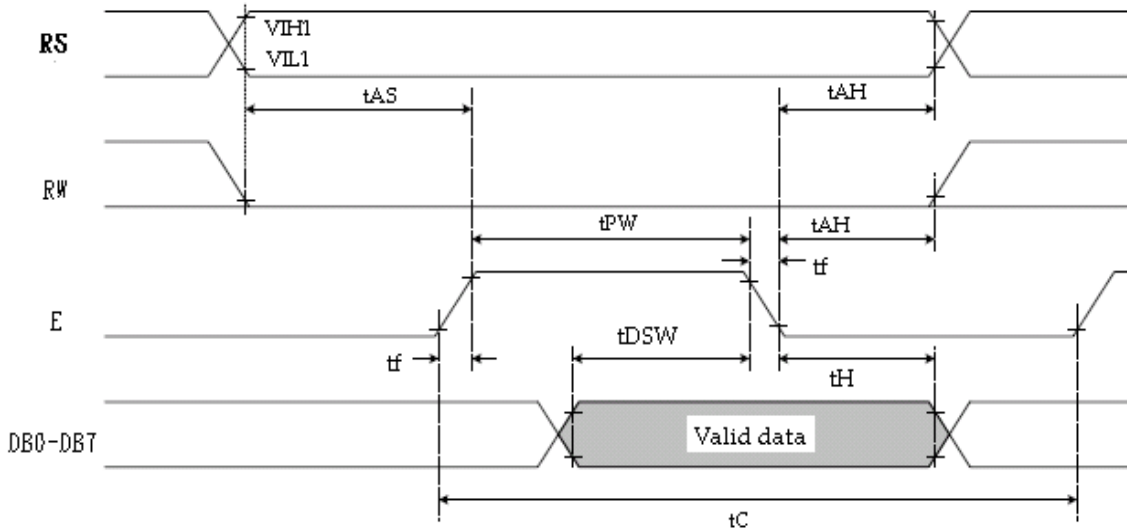 RS
VIH1
VIL1
tAS
tAH
RW
tPW
tAH
tf
E
tDSW
tf
tH
DB0-DB7
Valid data
tC